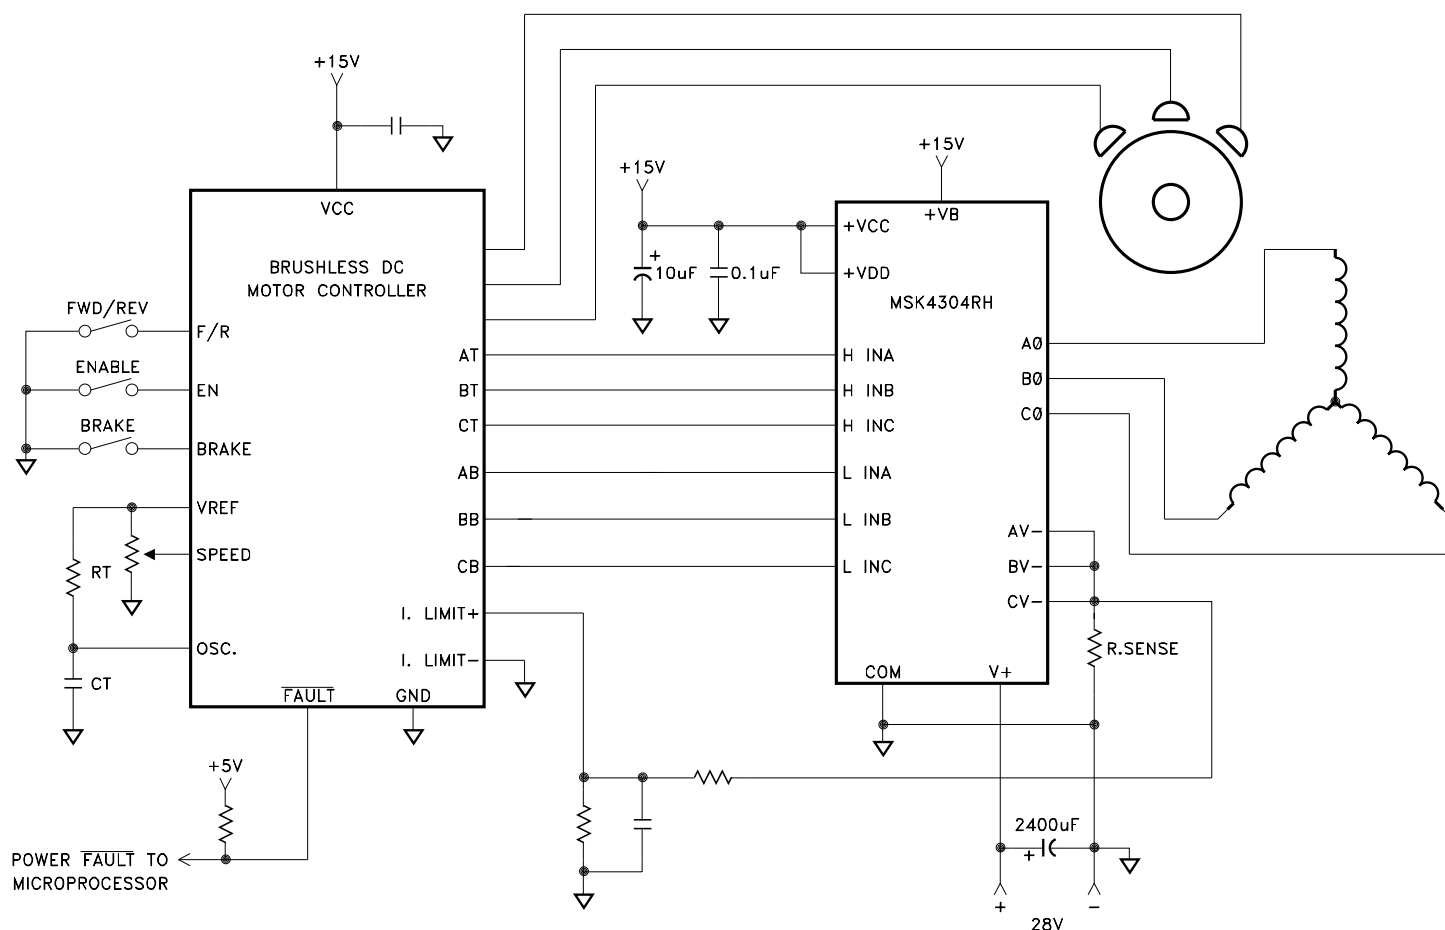 +15V
VCC
BRUSHLESS DC
MOTOR CONTROLLER
FWD/REV
F/R
ENABLE
EN
BRAKE
BRAKE
VREF
SPEED
RT
OSC.
CT
AT
BT
CT
AB
BB
CB
I. LIMIT+
I. LIMIT-
FAULT
GND
+5V
POWER FAULT TO
MICROPROCESSOR
+15V
+
10uF
0.1uF
+15V
+VB
+VCC
+VDD
MSK4304RH
H INA
H INB
H INC
L INA
L INB
L INC
AØ
BØ
CØ
AV-
BV-
CV-
COM
V+
R.SENSE
2400uF
+
+
-
28V